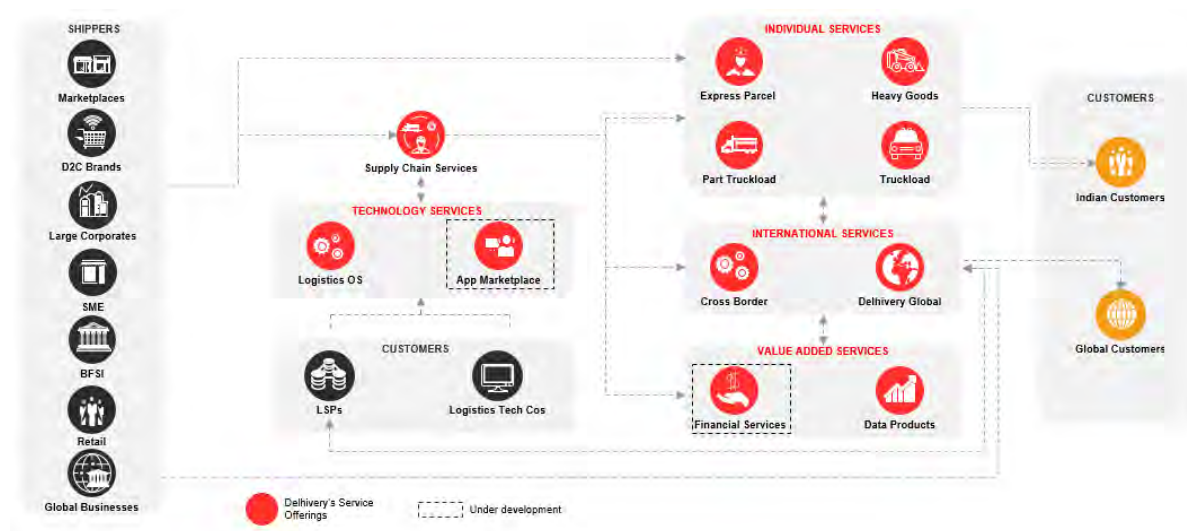 SHIPPERS
Marketplaces
D2C Brands
Large Corporates
SME
BFSI
Retail
Global Businesses
Supply Chain Services
TECHNOLOGY SERVICES
Logistics OS
App Marketplace
CUSTOMERS
LSPs
Logistics Tech Cos
INDIVIDUAL SERVICES
Express Parcel
Heavy Goods
Part Truckload
Truckload
INTERNATIONAL SERVICES
Cross Border
Delhivery Global
VALUE ADDED SERVICES
Financial Services
Data Products
CUSTOMERS
Indian Customers
Global Customers
Delhivery's Service
Offerings
Under development